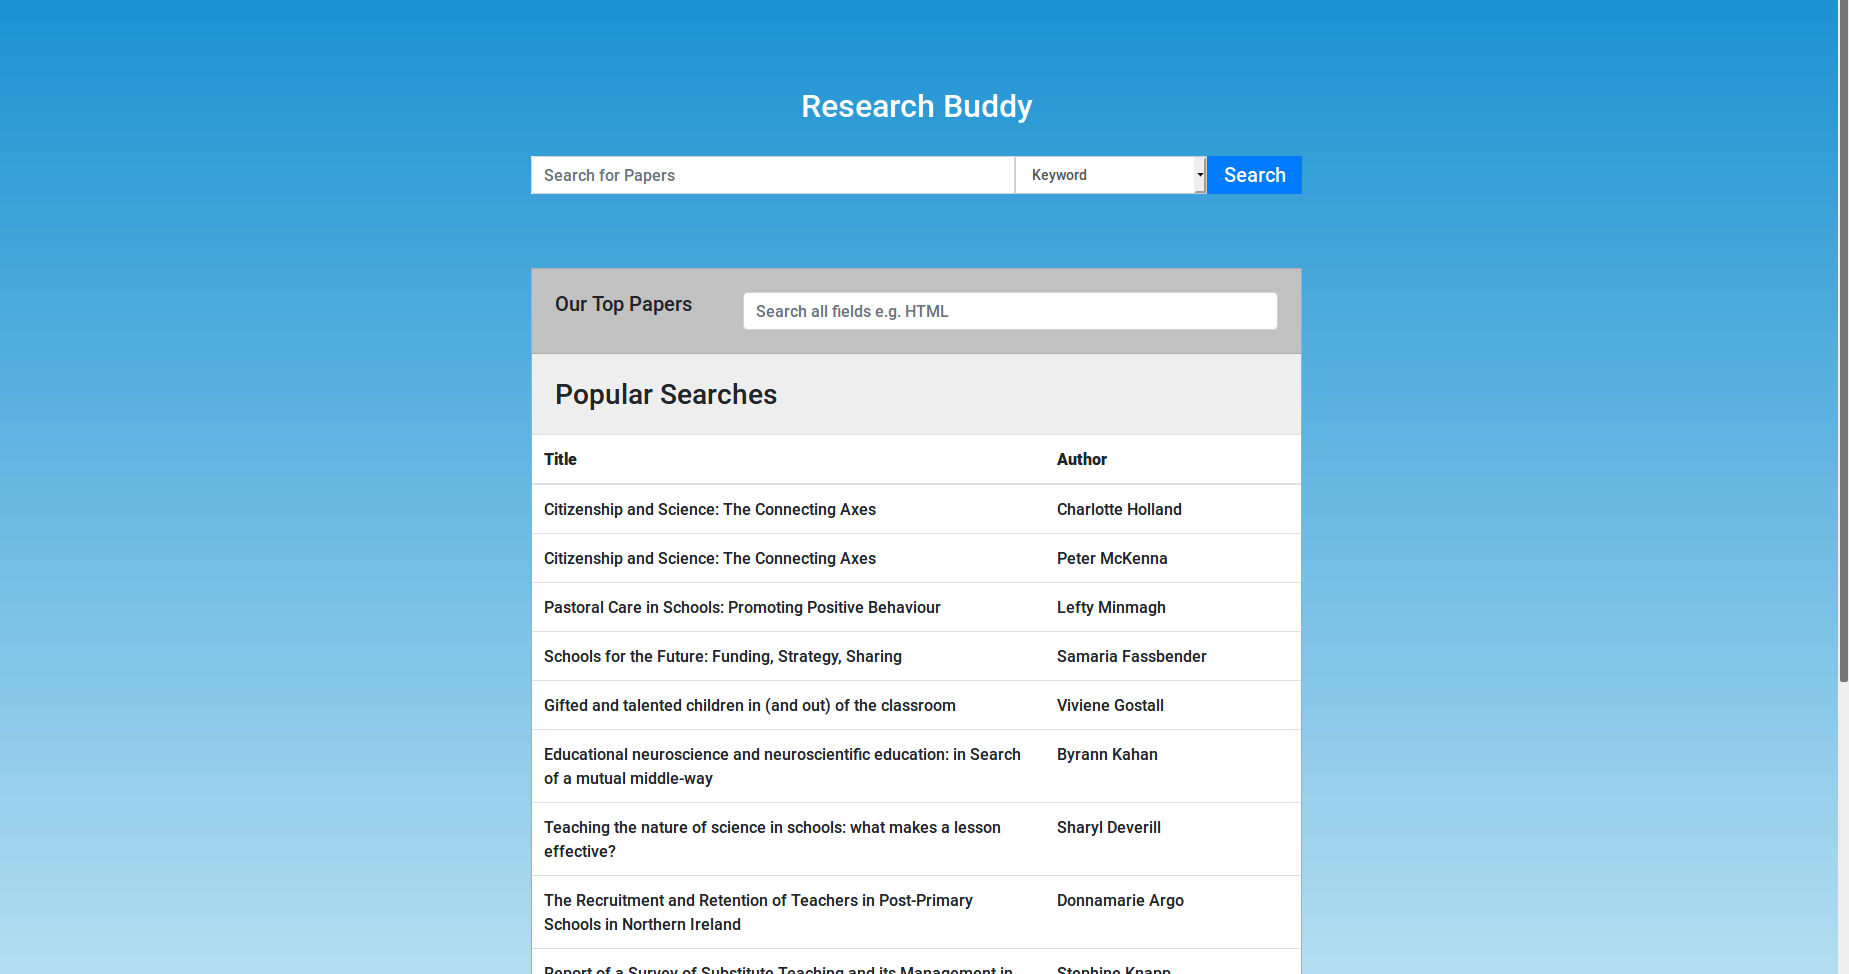 Research Buddy
Search for Papers Keyword Search
Our Top Papers Search all fields e.g. HTML
Popular Searches
Title Author
Citizenship and Science: The Connecting Axes Charlotte Holland
Citizenship and Science: The Connecting Axes Peter McKenna
Pastoral Care in Schools: Promoting Positive Behaviour Lefty Minmagh
Schools for the Future: Funding, Strategy, Sharing Samaria Fassbender
Gifted and talented children in (and out) of the classroom Viviene Gostall
Educational neuroscience and neuroscientific education: in Search Byrann Kahan
of a mutual middle-way
Teaching the nature of science in schools: what makes a lesson Sharyl Deverill
effective?
The Recruitment and Retention of Teachers in Post-Primary Donnamarie Argo
Schools in Northern Ireland
Report of a Survey of Substitute Teaching and its Management in Stephine Knapp